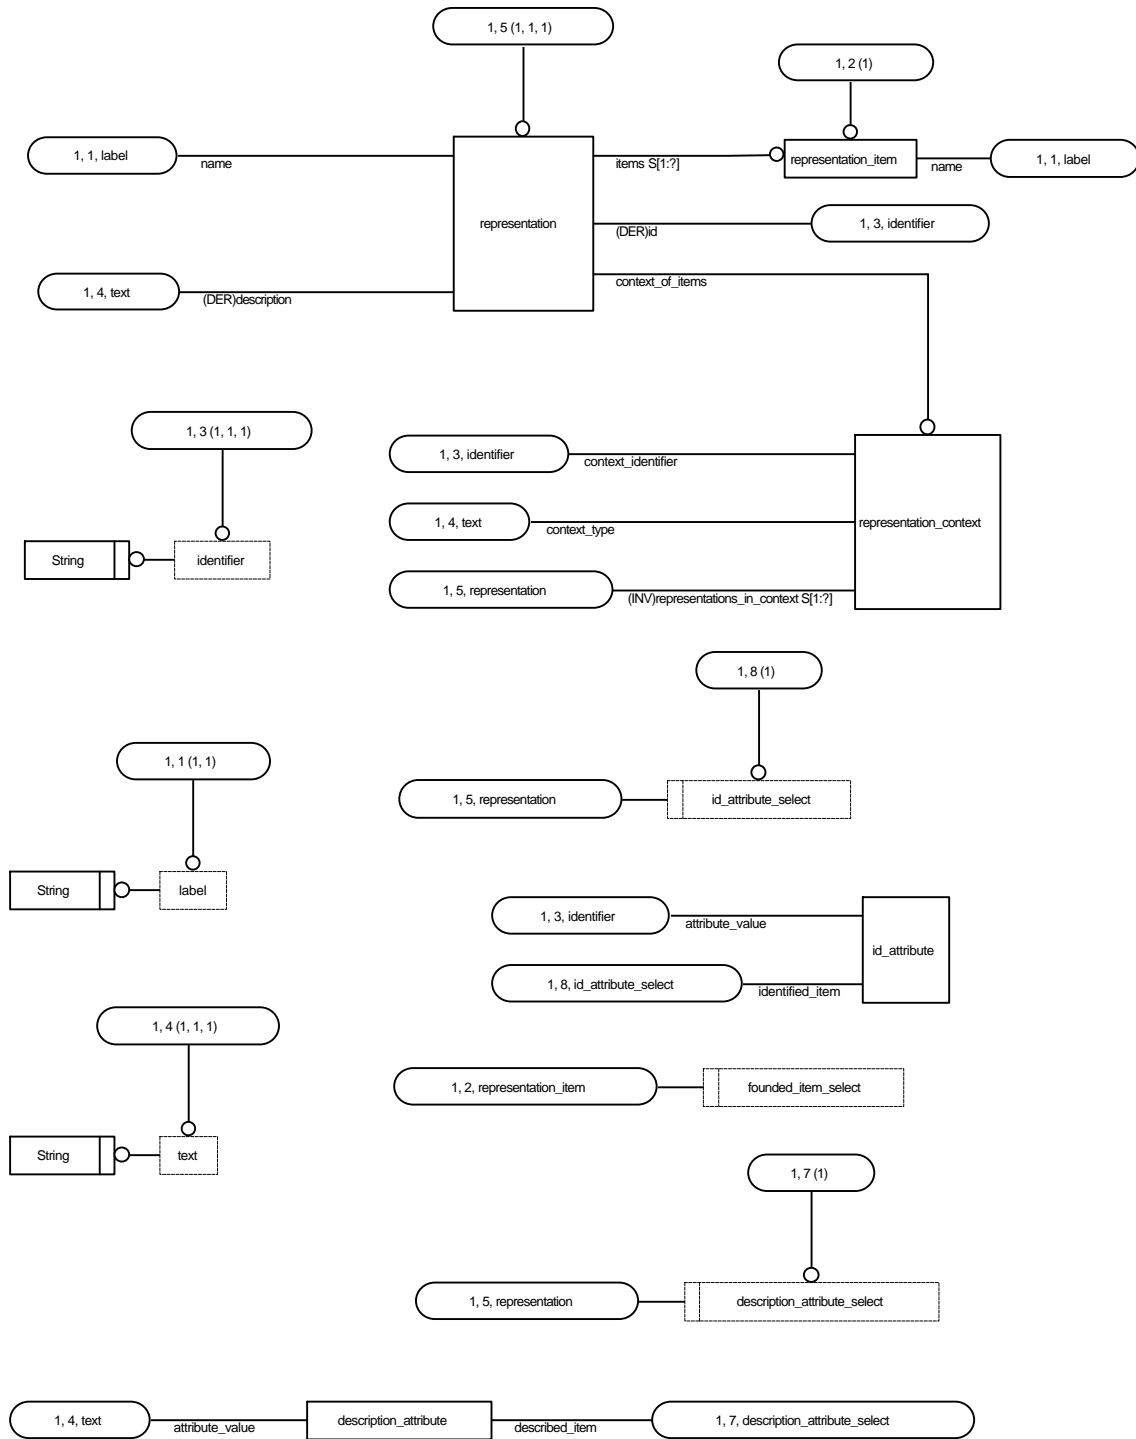 1, 5 (1, 1, 1)
1, 2 (1)
1, 1, label
name
items S[1:?]
representation_item
name
1, 1, label
representation
(DER)id
1, 3, identifier
1, 4, text
(DER)description
context_of_items
1, 3 (1, 1, 1)
1, 3, identifier
context_identifier
1, 4, text
context_type
representation_context
String
identifier
1, 5, representation
(INV)representations_in_context S[1:?]
1, 8 (1)
1, 1 (1, 1)
1, 5, representation
id_attribute_select
String
label
1, 3, identifier
attribute_value
id_attribute
1, 8, id_attribute_select
identified_item
1, 4 (1, 1, 1)
1, 2, representation_item
founded_item_select
String
text
1, 7 (1)
1, 5, representation
description_attribute_select
1, 4, text
attribute_value
description_attribute
described_item
1, 7, description_attribute_select